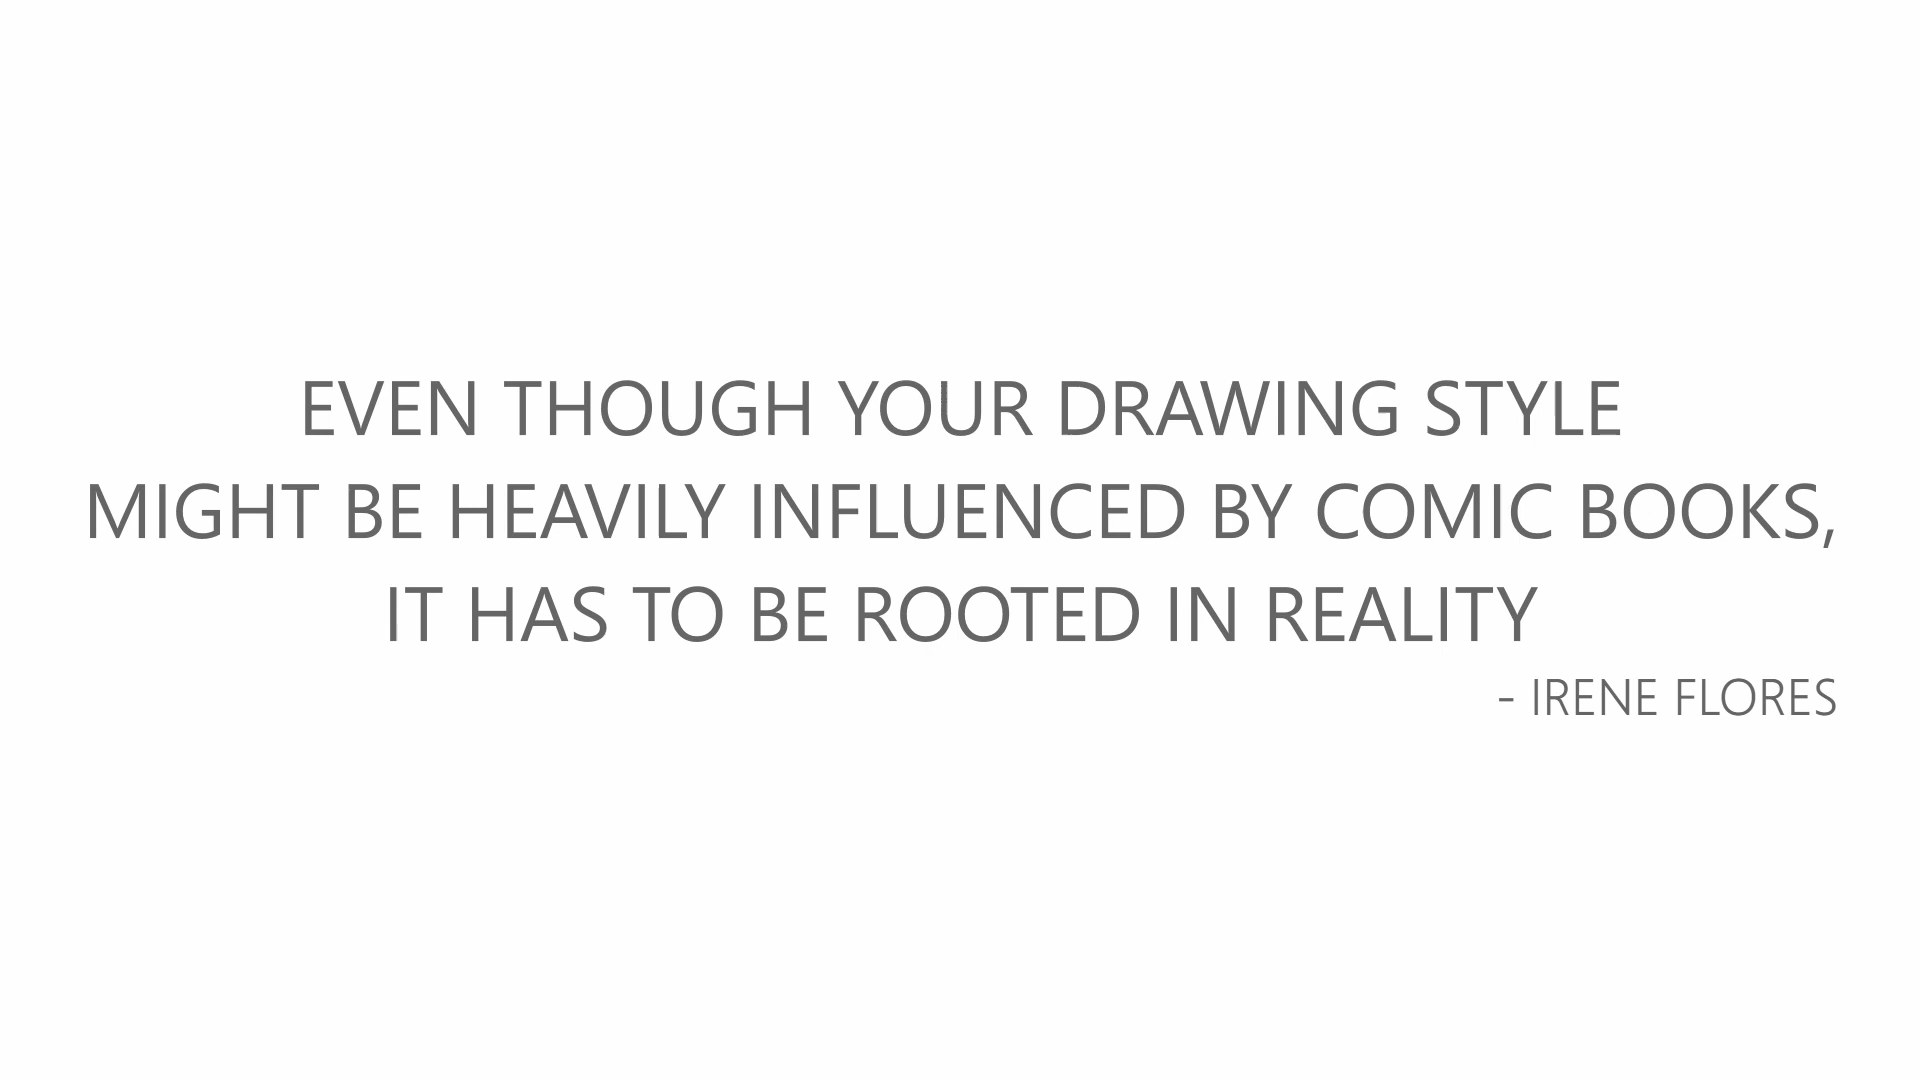 EVEN THOUGH YOUR DRAWING STYLE
MIGHT BE HEAVILY INFLUENCED BY COMIC BOOKS,
IT HAS TO BE ROOTED IN REALITY
- IRENE FLORES